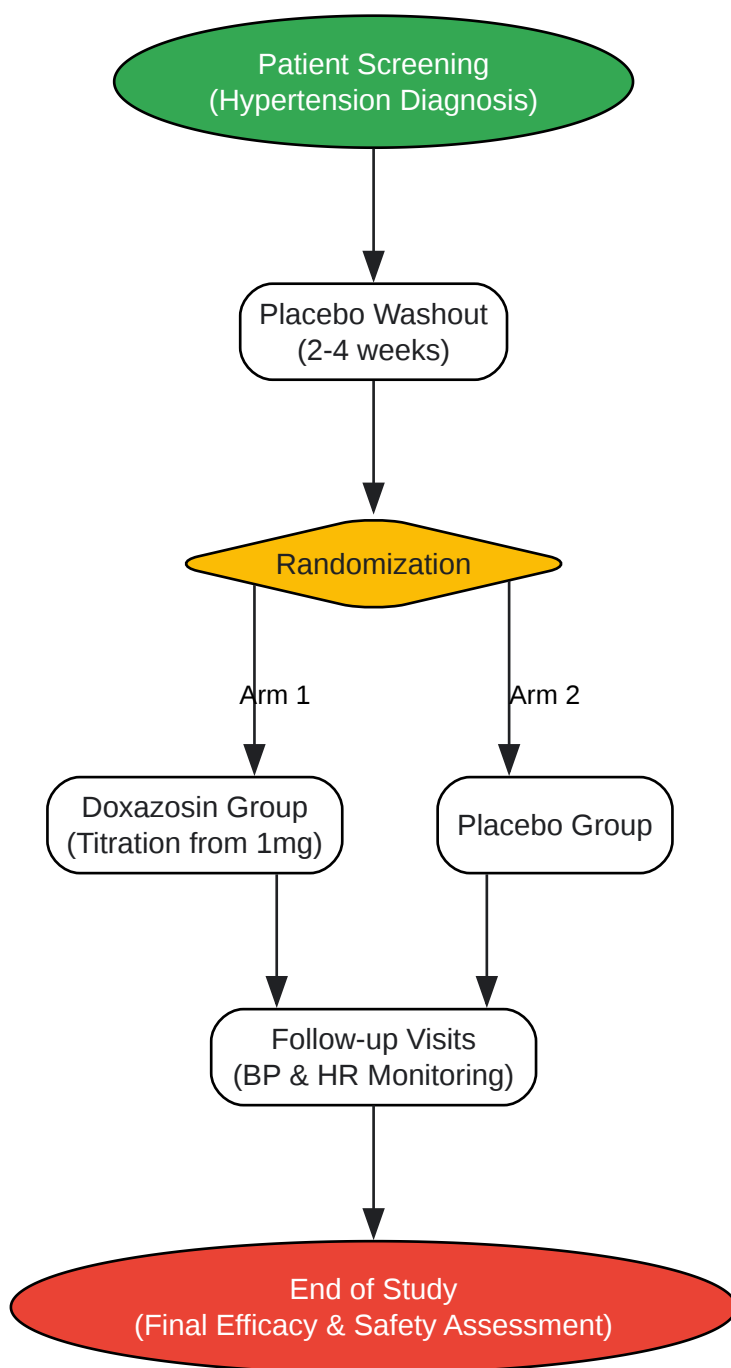 Patient Screening
(Hypertension Diagnosis)
Placebo Washout
(2-4 weeks)
Randomization
Arm 1
Arm 2
Doxazosin Group
(Titration from 1mg)
Placebo Group
Follow-up Visits
(BP & HR Monitoring)
End of Study
(Final Efficacy & Safety Assessment)